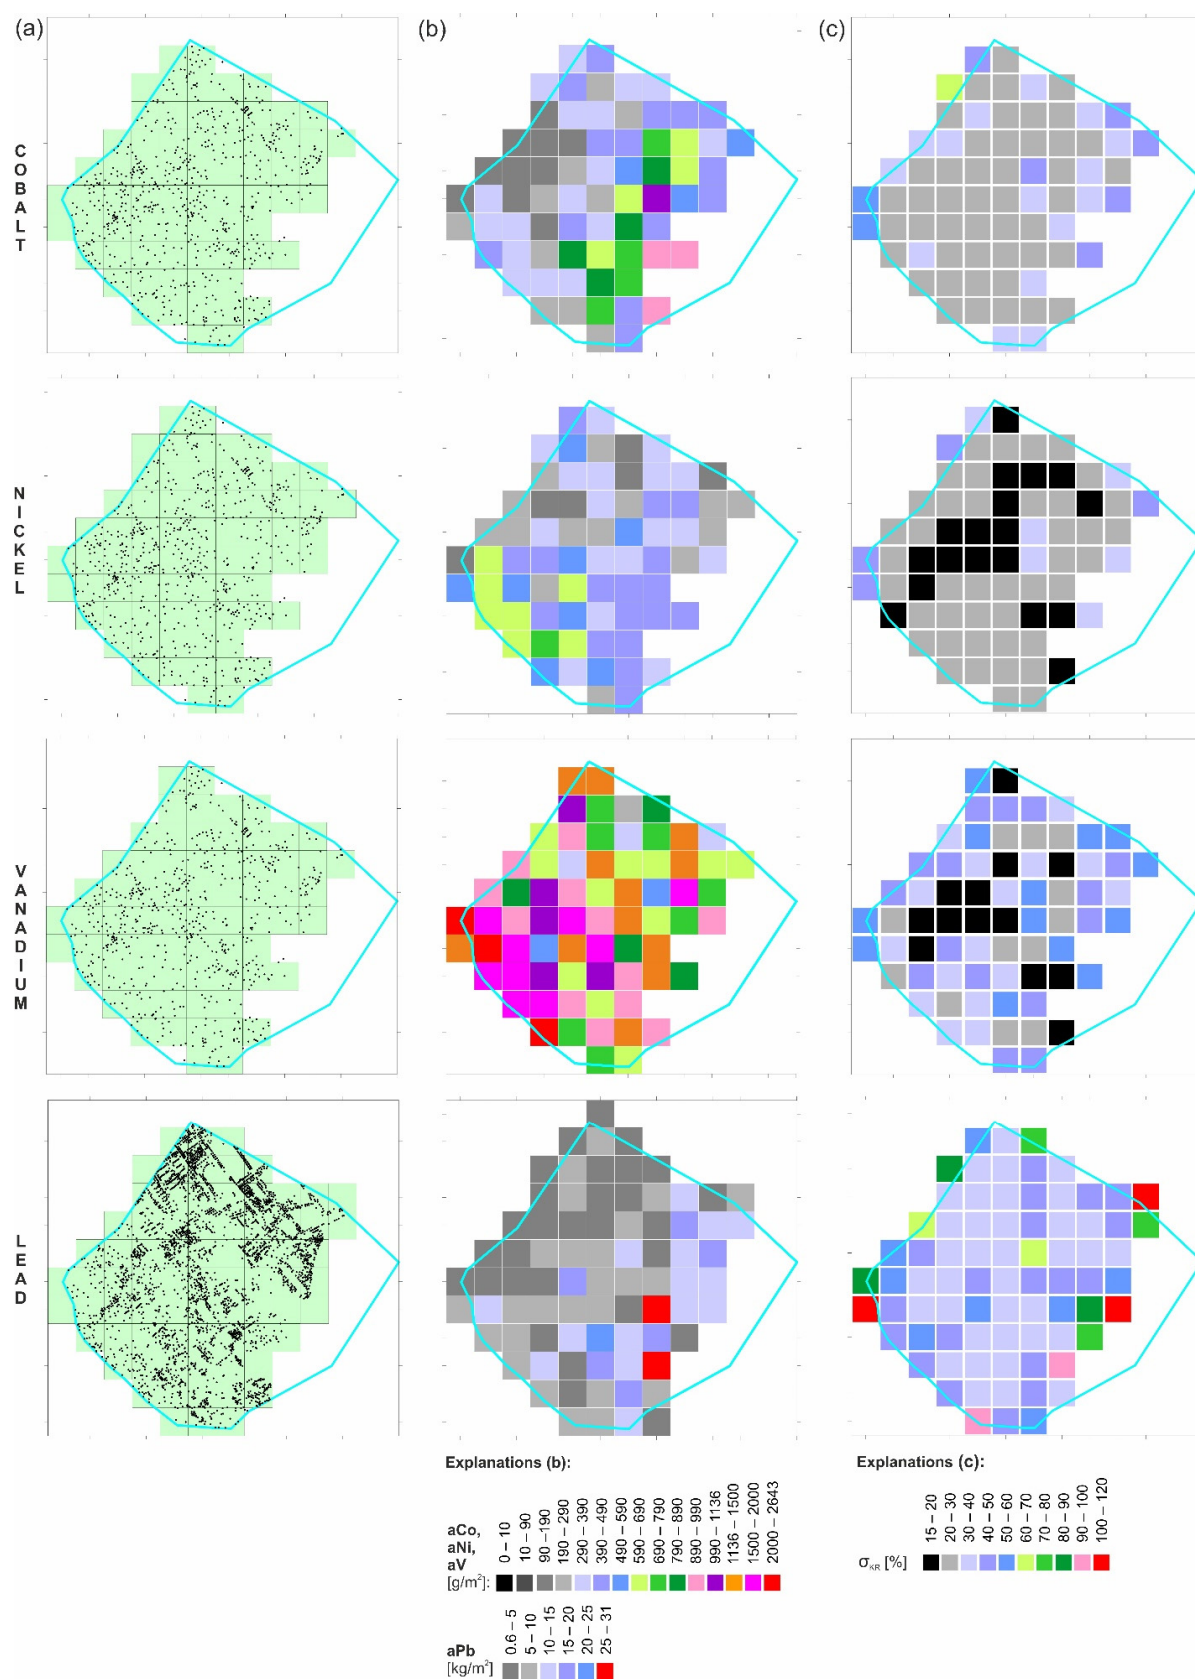 (a)
(b)
(c)
COBALT
NICKEL
VANADIUM
LEAD
Explanations (b):
Explanations (c):
aCo,
aNi,
aV
[g/m²]:
0 – 10
10 – 90
90 –190
190 – 290
290 – 390
390 – 490
490 – 590
590 – 690
690 – 790
790 – 890
890 – 990
990 – 1136
1136 – 1500
1500 – 2000
2000 – 2643
σKR [%]
15 – 20
20 – 30
30 – 40
40 – 50
50 – 60
60 – 70
70 – 80
80 – 90
90 – 100
100 – 120
aPb
[kg/m²]
0.6 – 5
5 – 10
10 – 15
15 – 20
20 – 25
25 – 31